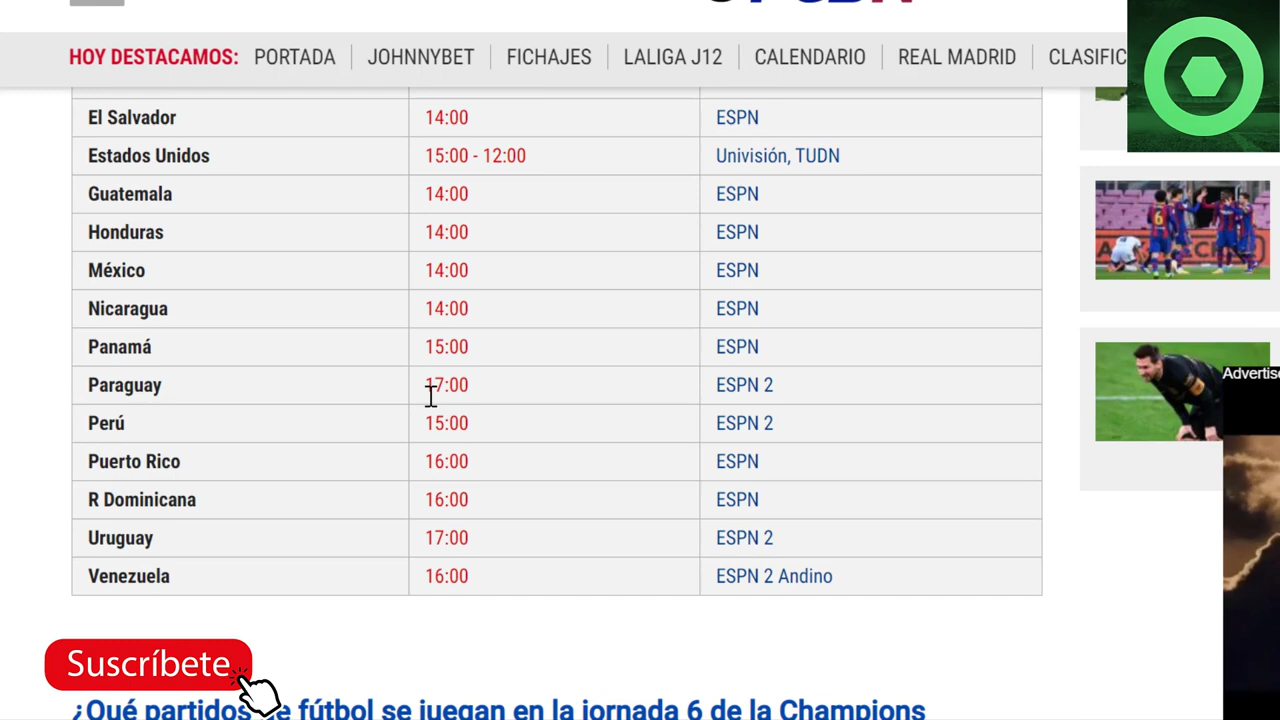 HOY DESTACAMOS: PORTADA JOHNNYBET FICHAJES LALIGA J12 CALENDARIO REAL MADRID CLASIFIC
El Salvador 14:00 ESPN
Estados Unidos 15:00 - 12:00 Univisión, TUDN
Guatemala 14:00 ESPN
Honduras 14:00 ESPN
México 14:00 ESPN
Nicaragua 14:00 ESPN
Panamá 15:00 ESPN
Paraguay 17:00 ESPN 2
Advertise
Perú 15:00 ESPN 2
Puerto Rico 16:00 ESPN
R Dominicana 16:00 ESPN
Uruguay 17:00 ESPN 2
Venezuela 16:00 ESPN 2 Andino
Suscríbete
¿Qué partidos de fútbol se juegan en la jornada 6 de la Champions